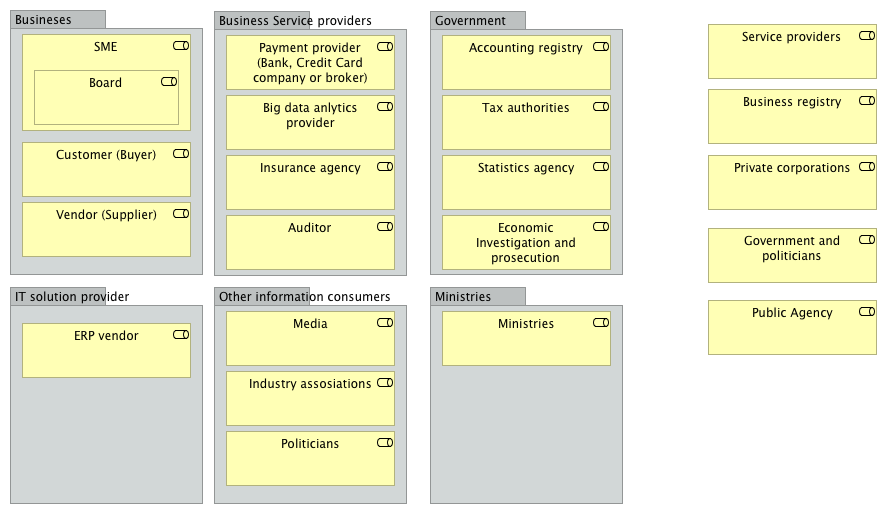 Busineses
SME
Board
Customer (Buyer)
Vendor (Supplier)
Business Service providers
Payment provider
(Bank, Credit Card
company or broker)
Big data anlytics
provider
Insurance agency
Auditor
Government
Accounting registry
Tax authorities
Statistics agency
Economic
Investigation and
prosecution
Service providers
Business registry
Private corporations
Government and
politicians
Public Agency
IT solution provider
ERP vendor
Other information consumers
Media
Industry assosiations
Politicians
Ministries
Ministries